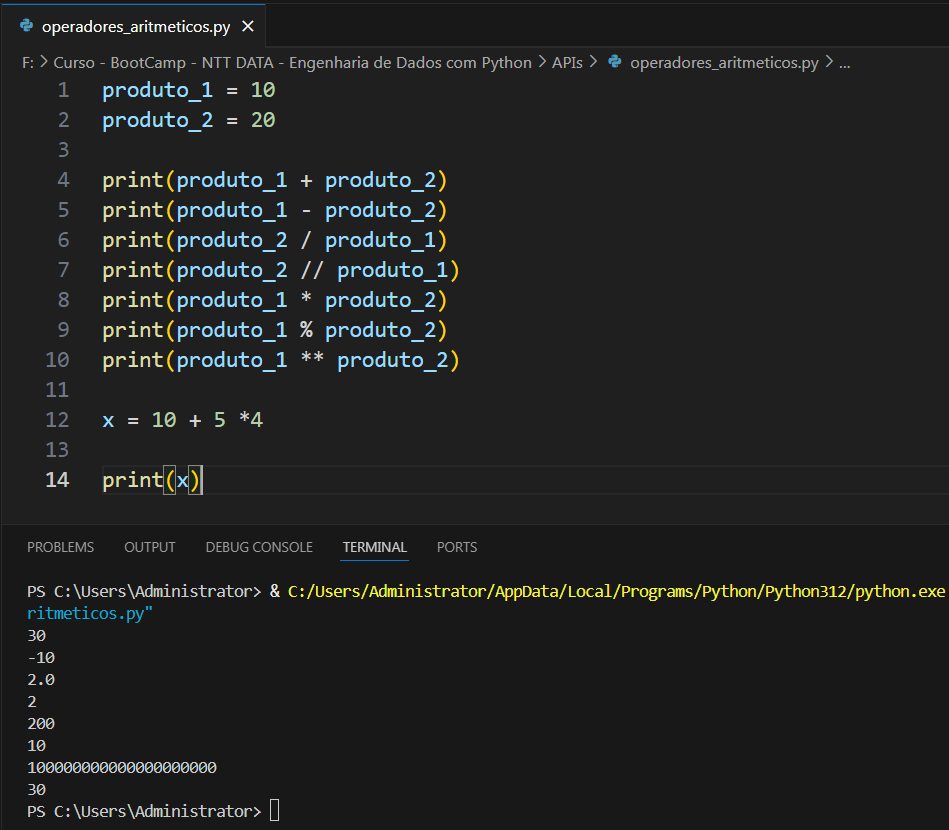 operadores_aritmeticos.py ×
F: > Curso - BootCamp - NTT DATA - Engenharia de Dados com Python > APIs > operadores_aritmeticos.py > ...
1 produto_1 = 10
2 produto_2 = 20
3
4 print(produto_1 + produto_2)
5 print(produto_1 - produto_2)
6 print(produto_2 / produto_1)
7 print(produto_2 // produto_1)
8 print(produto_1 * produto_2)
9 print(produto_1 % produto_2)
10 print(produto_1 ** produto_2)
11
12 x = 10 + 5 *4
13
14 print(x)
PROBLEMS OUTPUT DEBUG CONSOLE TERMINAL PORTS
PS C:\Users\Administrator> & C:/Users/Administrator/AppData/Local/Programs/Python/Python312/python.exe
ritmeticos.py"
30
-10
2.0
2
200
10
100000000000000000000
30
PS C:\Users\Administrator>